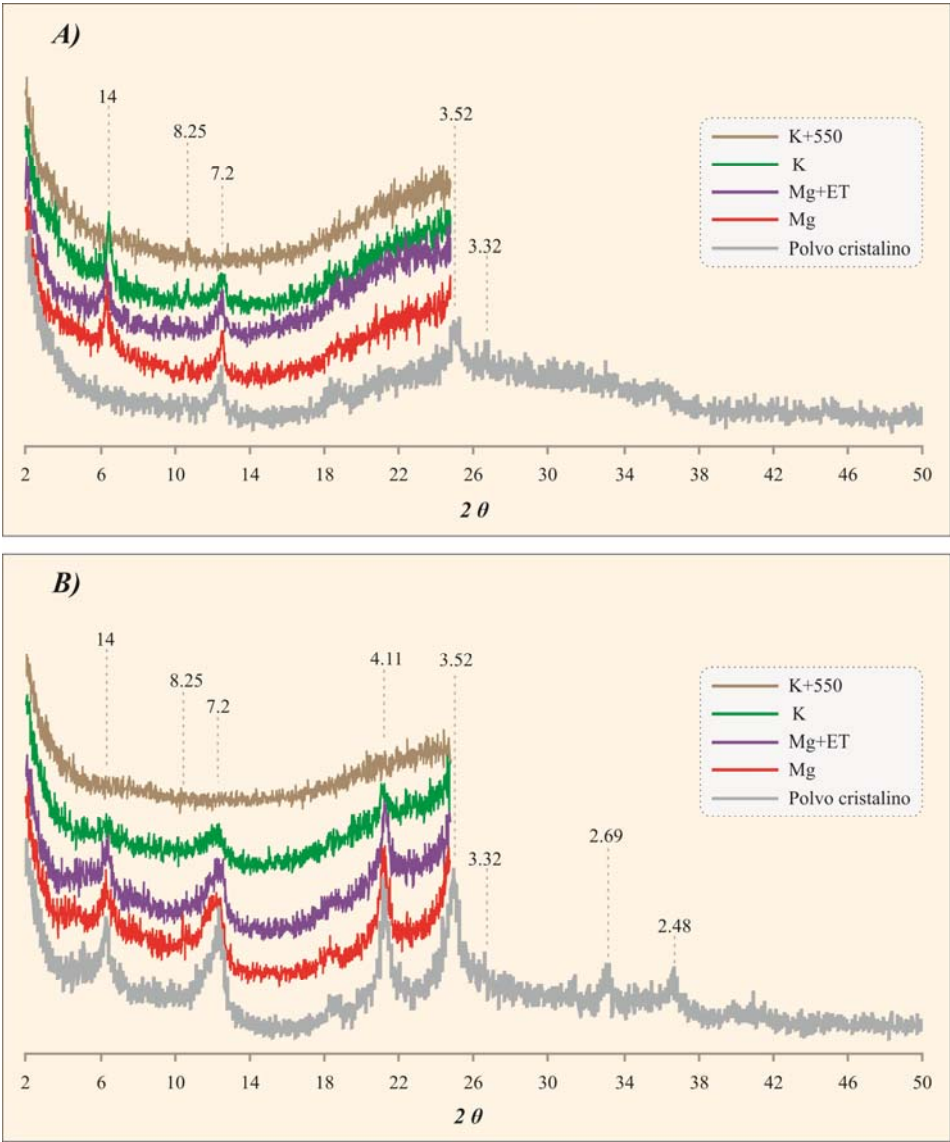 A)
14
8.25
7.2
3.52
3.32
K+550
K
Mg+ET
Mg
Polvo cristalino
2 6 10 14 18 22 26 30 34 38 42 46 50
2 θ
B)
14
8.25
7.2
4.11
3.52
3.32
2.69
2.48
K+550
K
Mg+ET
Mg
Polvo cristalino
2 6 10 14 18 22 26 30 34 38 42 46 50
2 θ